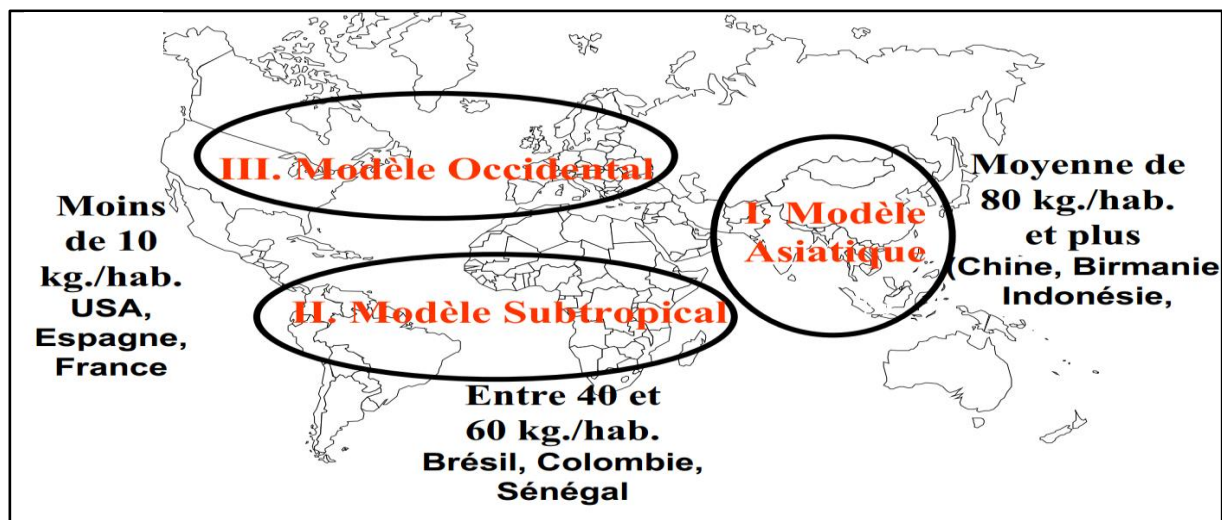 III. Modèle Occidental
Moins
de 10
kg./hab.
USA,
Espagne,
France
I. Modèle
Asiatique
Moyenne de
80 kg./hab.
et plus
(Chine, Birmanie
Indonésie,
II. Modèle Subtropical
Entre 40 et
60 kg./hab.
Brésil, Colombie,
Sénégal